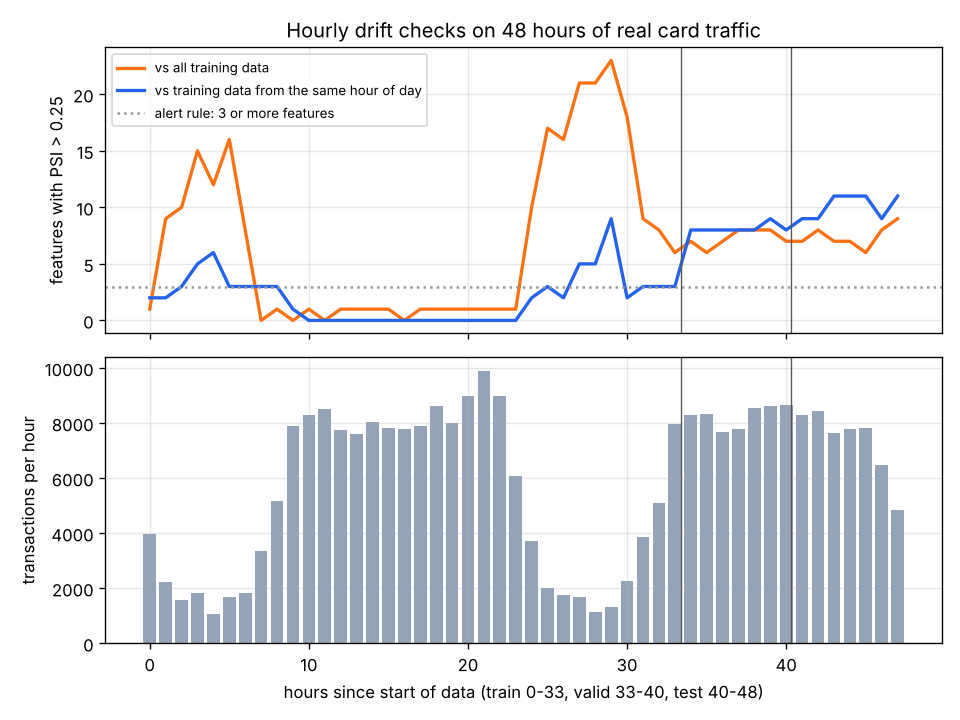 Hourly drift checks on 48 hours of real card traffic
features with PSI > 0.25
20
15
10
5
0
vs all training data
vs training data from the same hour of day
alert rule: 3 or more features
transactions per hour
10000
8000
6000
4000
2000
0
0 10 20 30 40
hours since start of data (train 0-33, valid 33-40, test 40-48)